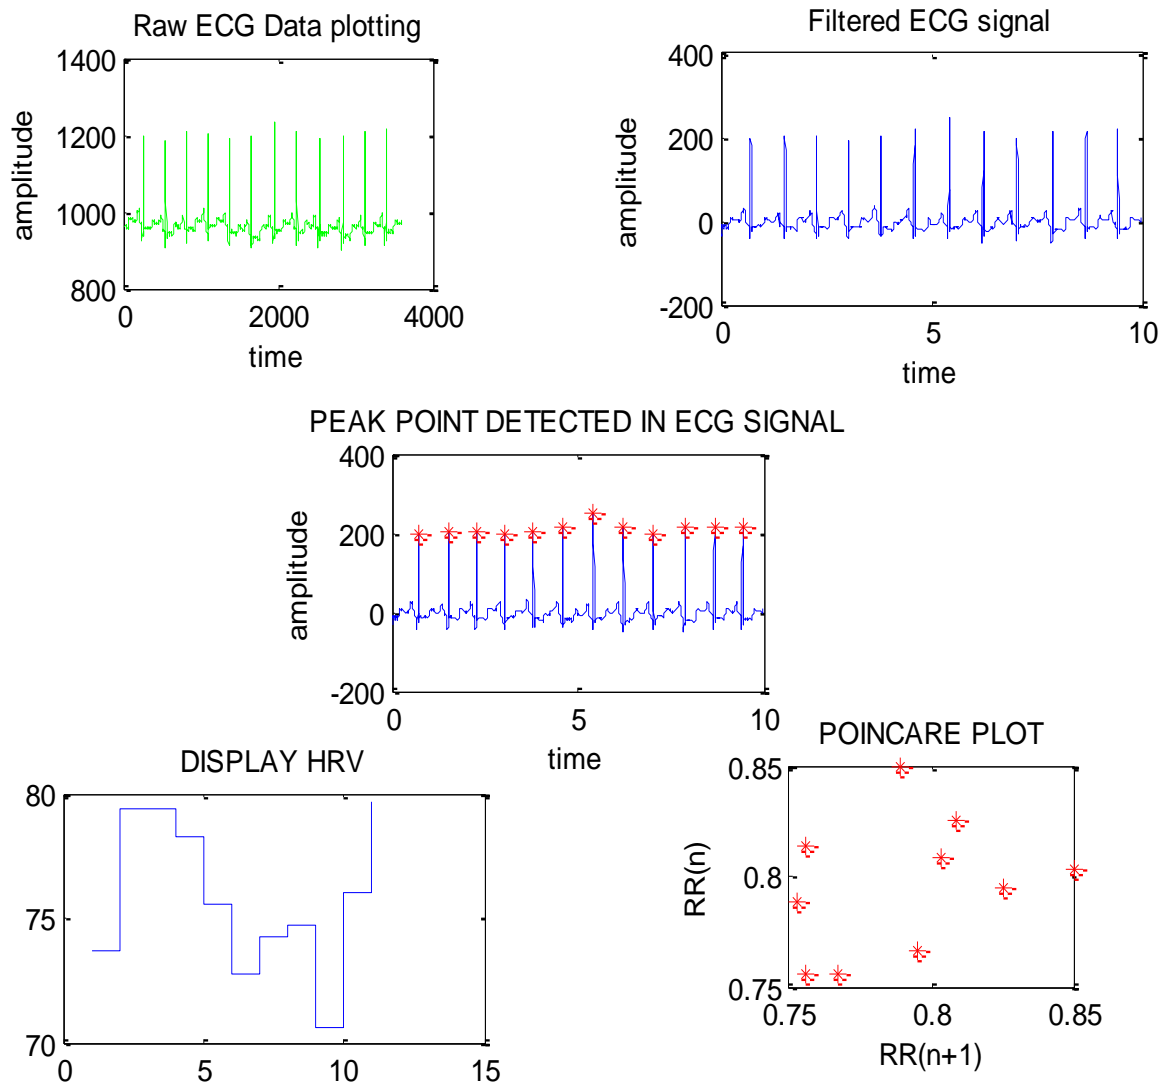 Raw ECG Data plotting
1400
1200
1000
800
amplitude
0
2000
4000
time
Filtered ECG signal
400
200
0
-200
amplitude
0
5
10
time
PEAK POINT DETECTED IN ECG SIGNAL
400
200
0
-200
amplitude
0
5
10
time
DISPLAY HRV
80
75
70
0
5
10
15
POINCARE PLOT
0.85
0.8
0.75
RR(n)
0.75
0.8
0.85
RR(n+1)